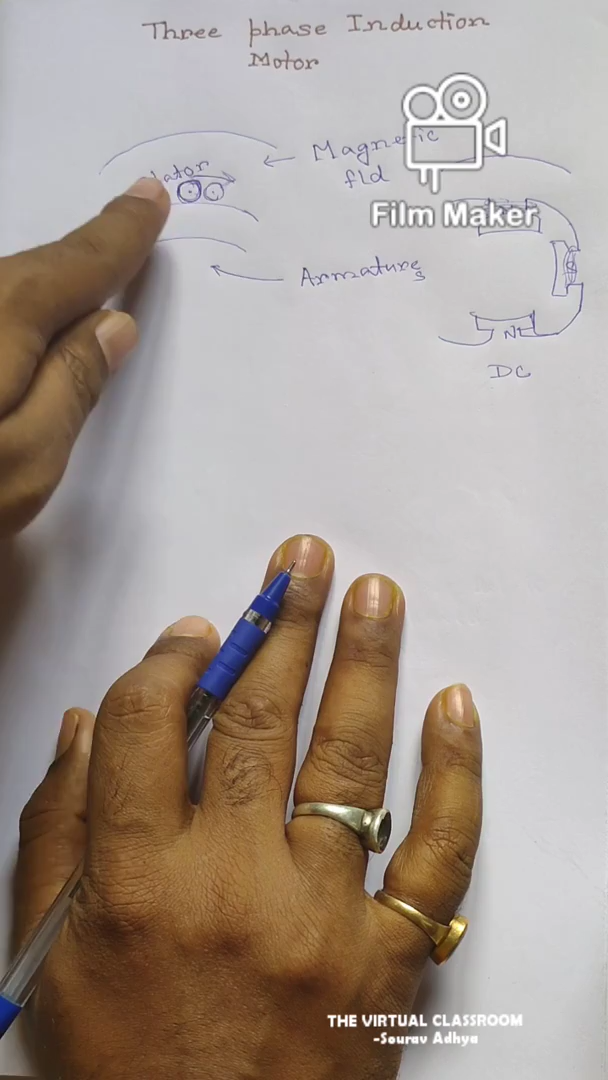 Three phase Induction
Motor
Magnetic
fld
Film Maker
Armatures
N
DC
THE VIRTUAL CLASSROOM
-Sourav Adhya